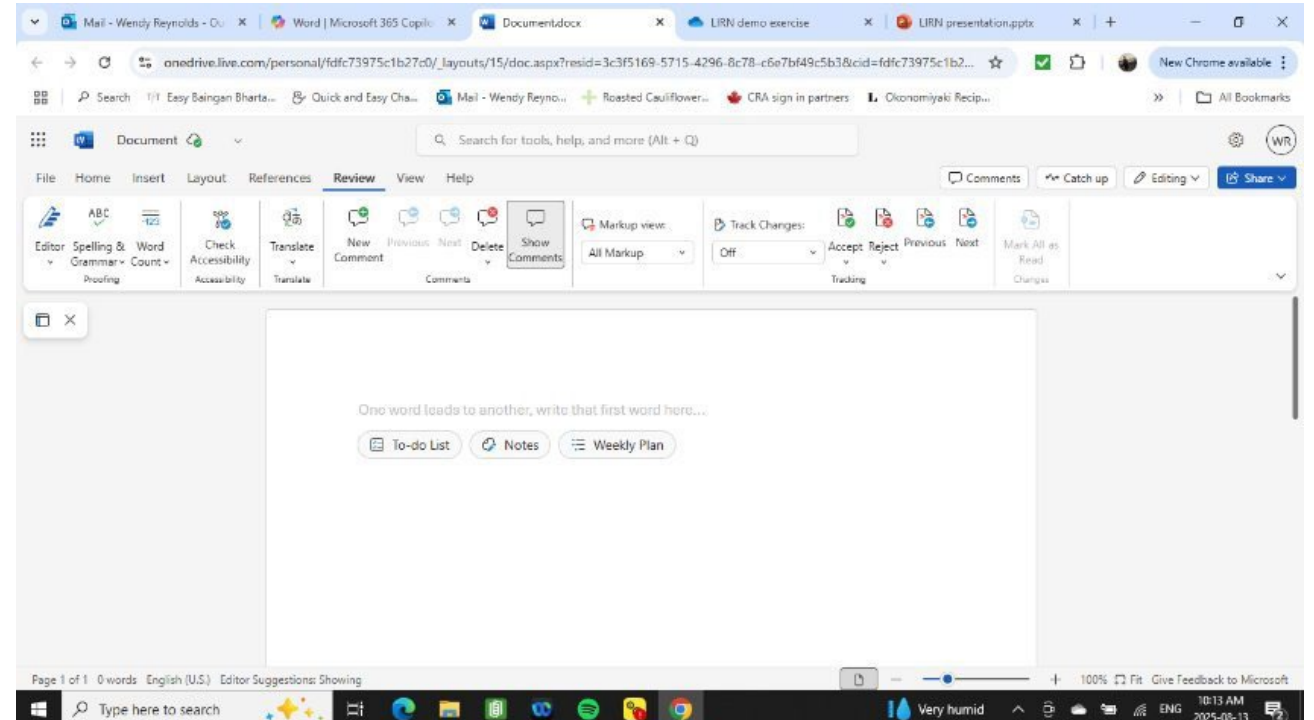 Mail - Wendy Reynolds - Ou
Word | Microsoft 365 Copilo
Document.docx
LIRN demo exercise
LIRN presentation.pptx
onedrive.live.com/personal/fdfc73975c1b27c0/_layouts/15/doc.aspx?resid=3c3f5169-5715-4296-8c78-c6e7bf49c5b3&cid=fdfc73975c1b2...
New Chrome available
Search
Easy Baingan Bharta...
Quick and Easy Cha...
Mail - Wendy Reyno...
Roasted Cauliflower...
CRA sign in partners
Okonomiyaki Recip...
All Bookmarks
Document
Search for tools, help, and more (Alt + Q)
WR
File Home Insert Layout References Review View Help
Comments Catch up Editing Share
Editor
ABC
Spelling & Grammar
123
Word Count
Check Accessibility
Translate
New Comment
Previous
Next
Delete
Show Comments
Markup view:
All Markup
Track Changes:
Off
Accept
Reject
Previous
Next
Mark All as Read
Proofing
Accessibility
Translate
Comments
Tracking
Changes
One word leads to another, write that first word here...
To-do List
Notes
Weekly Plan
Page 1 of 1 0 words English (U.S.) Editor Suggestions: Showing
100% Fit Give Feedback to Microsoft
Type here to search
Very humid
ENG
10:13 AM
2025-08-13
2